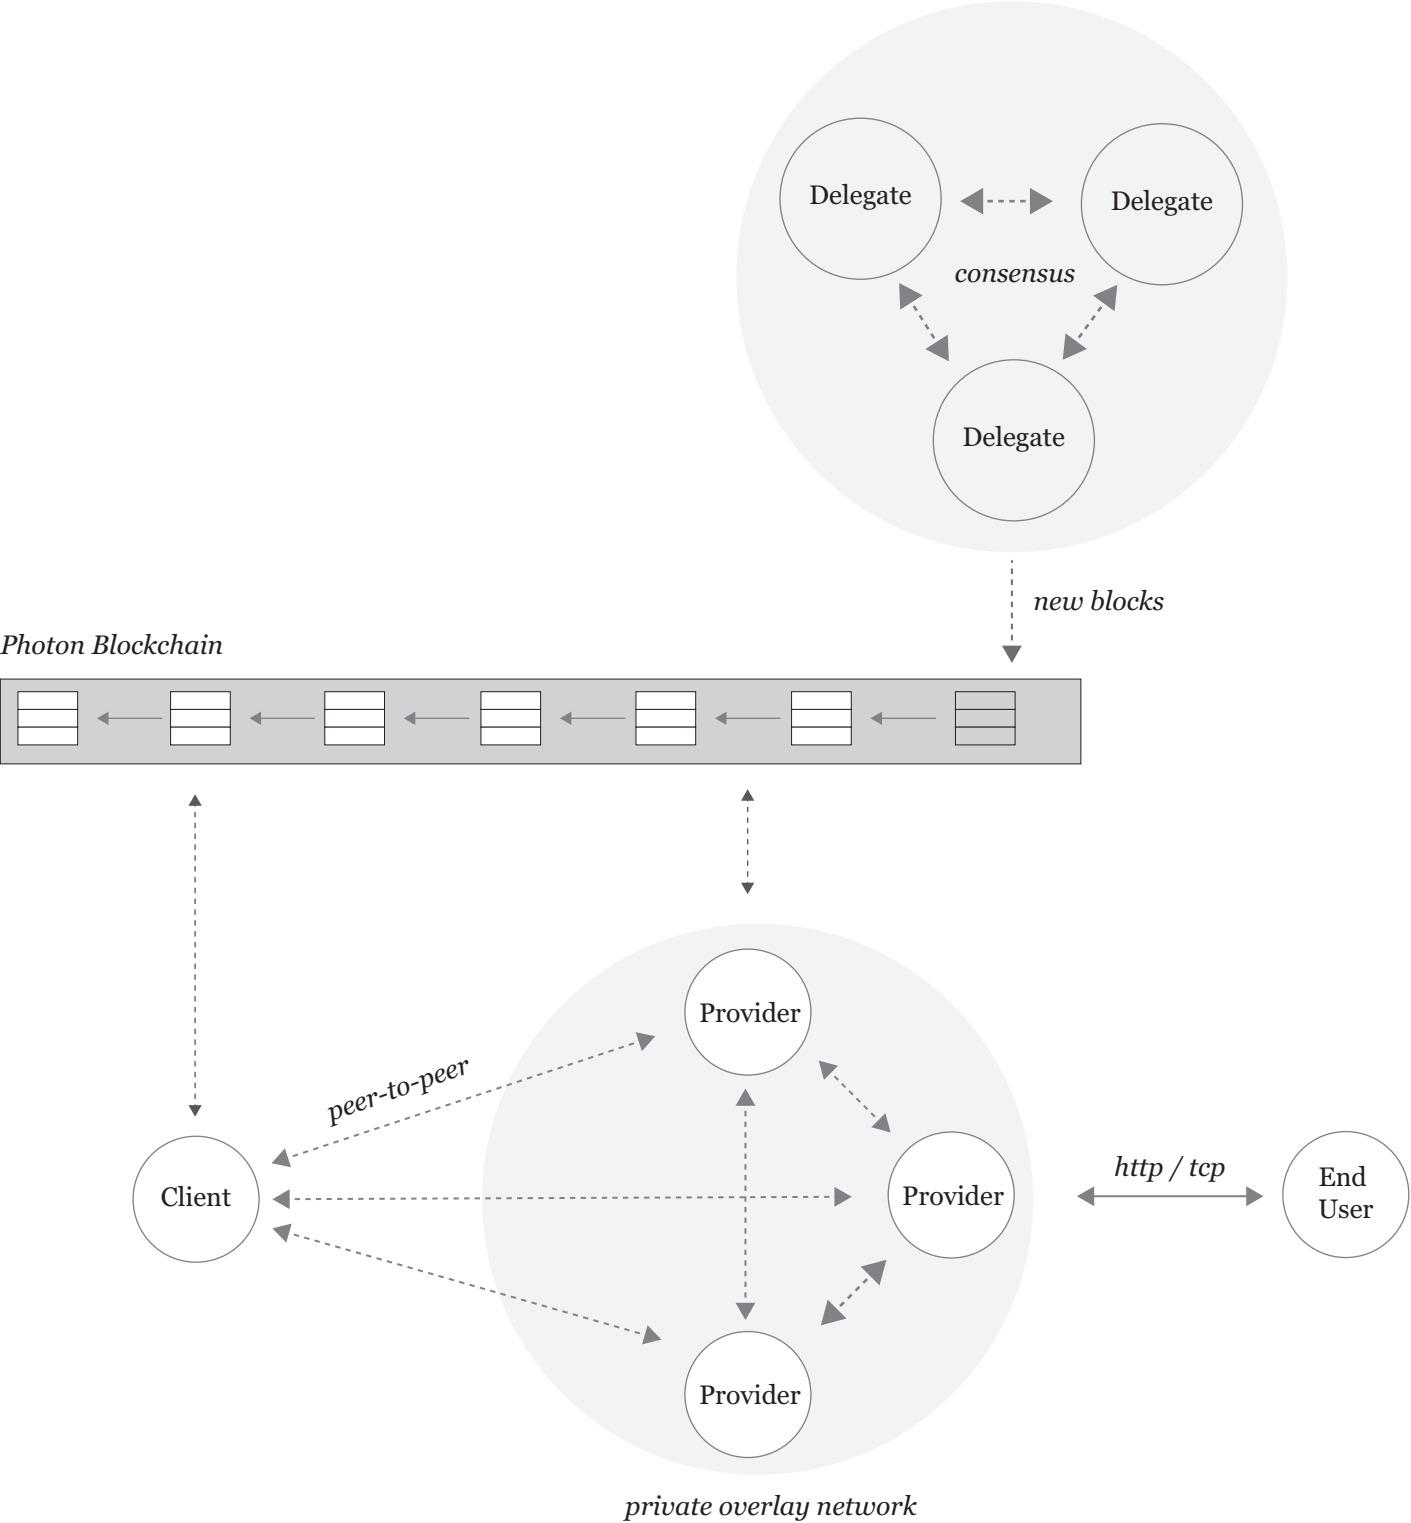 Delegate
Delegate
consensus
Delegate
new blocks
Photon Blockchain
Provider
peer-to-peer
Client
Provider
http / tcp
End
User
Provider
private overlay network